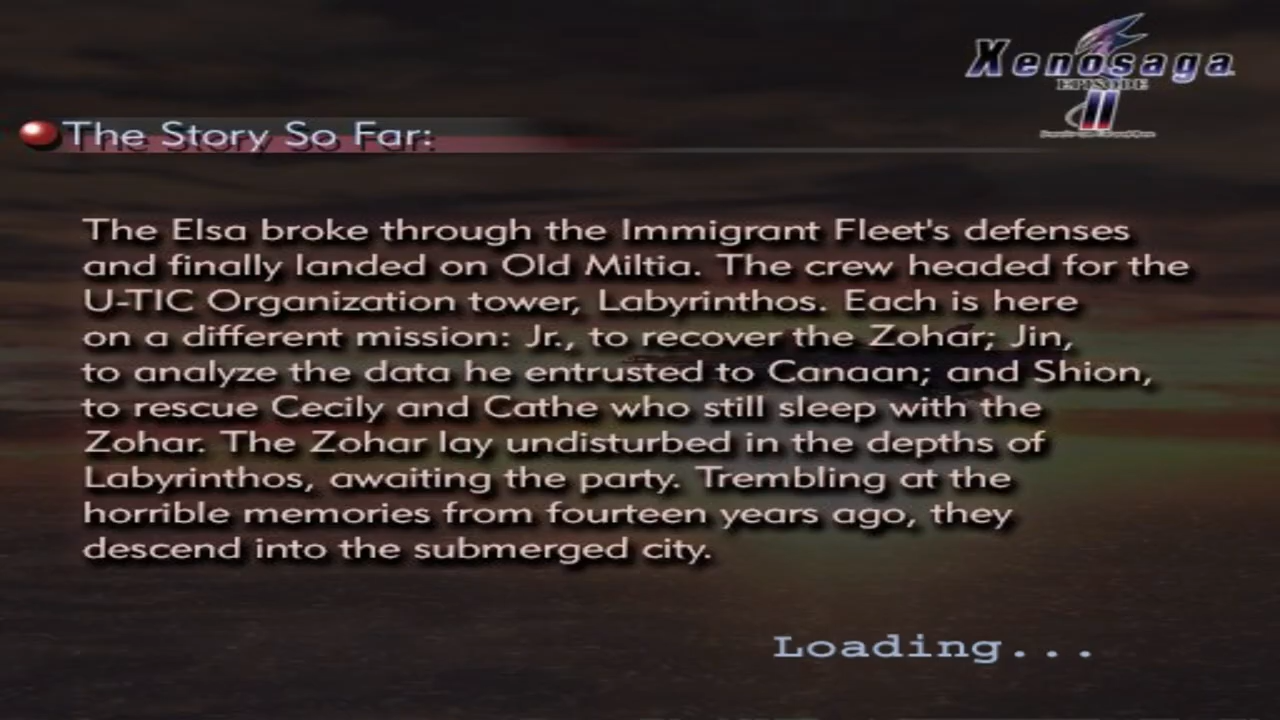 Xenosaga
EPISODE
II
The Story So Far:
The Elsa broke through the Immigrant Fleet's defenses
and finally landed on Old Miltia. The crew headed for the
U-TIC Organization tower, Labyrinthos. Each is here
on a different mission: Jr., to recover the Zohar; Jin,
to analyze the data he entrusted to Canaan; and Shion,
to rescue Cecily and Cathe who still sleep with the
Zohar. The Zohar lay undisturbed in the depths of
Labyrinthos, awaiting the party. Trembling at the
horrible memories from fourteen years ago, they
descend into the submerged city.
Loading...